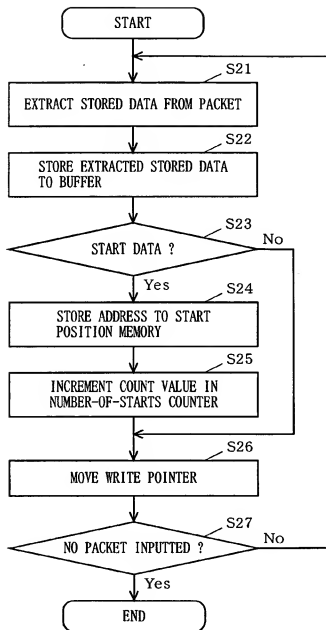 START
S21
EXTRACT STORED DATA FROM PACKET
S22
STORE EXTRACTED STORED DATA
TO BUFFER
S23
START DATA ?
No
Yes
S24
STORE ADDRESS TO START
POSITION MEMORY
S25
INCREMENT COUNT VALUE IN
NUMBER-OF-STARTS COUNTER
S26
MOVE WRITE POINTER
S27
NO PACKET INPUTTED ?
No
Yes
END